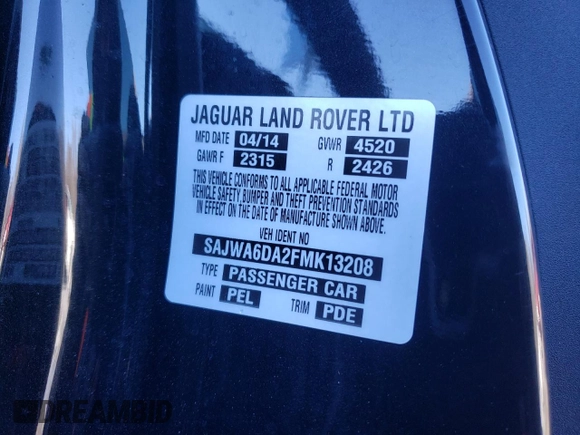 JAGUAR LAND ROVER LTD
MFD DATE 04/14 GVWR 4520
GAWR F 2315 R 2426
THIS VEHICLE CONFORMS TO ALL APPLICABLE FEDERAL MOTOR
VEHICLE SAFETY, BUMPER AND THEFT PREVENTION STANDARDS
IN EFFECT ON THE DATE OF MANUFACTURE SHOWN ABOVE.
VEH IDENT NO
SAJWA6DA2FMK13208
TYPE PASSENGER CAR
PAINT PEL TRIM PDE
DREAMBID